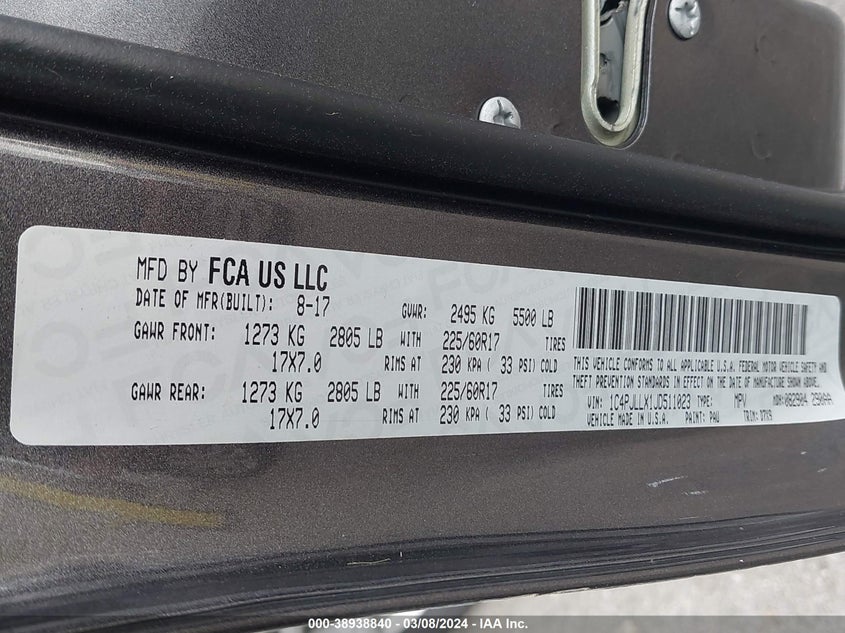 MFD BY FCA US LLC
DATE OF MFR(BUILT): 8-17 GVWR: 2495 KG 5500 LB
GAWR FRONT: 1273 KG 2805 LB WITH 225/60R17 TIRES
17X7.0 RIMS AT 230 KPA ( 33 PSI) COLD
GAWR REAR: 1273 KG 2805 LB WITH 225/60R17 TIRES
17X7.0 RIMS AT 230 KPA ( 33 PSI) COLD
THIS VEHICLE CONFORMS TO ALL APPLICABLE U.S.A. FEDERAL MOTOR VEHICLE SAFETY AND
THEFT PREVENTION STANDARDS IN EFFECT ON THE DATE OF MANUFACTURE SHOWN ABOVE.
VIN: 1C4PJLLX1JD511023 TYPE: MPV MDH: 082904
VEHICLE MADE IN U.S.A. PAINT: PAU TRIM:
000-38938840 - 03/08/2024 - IAA Inc.